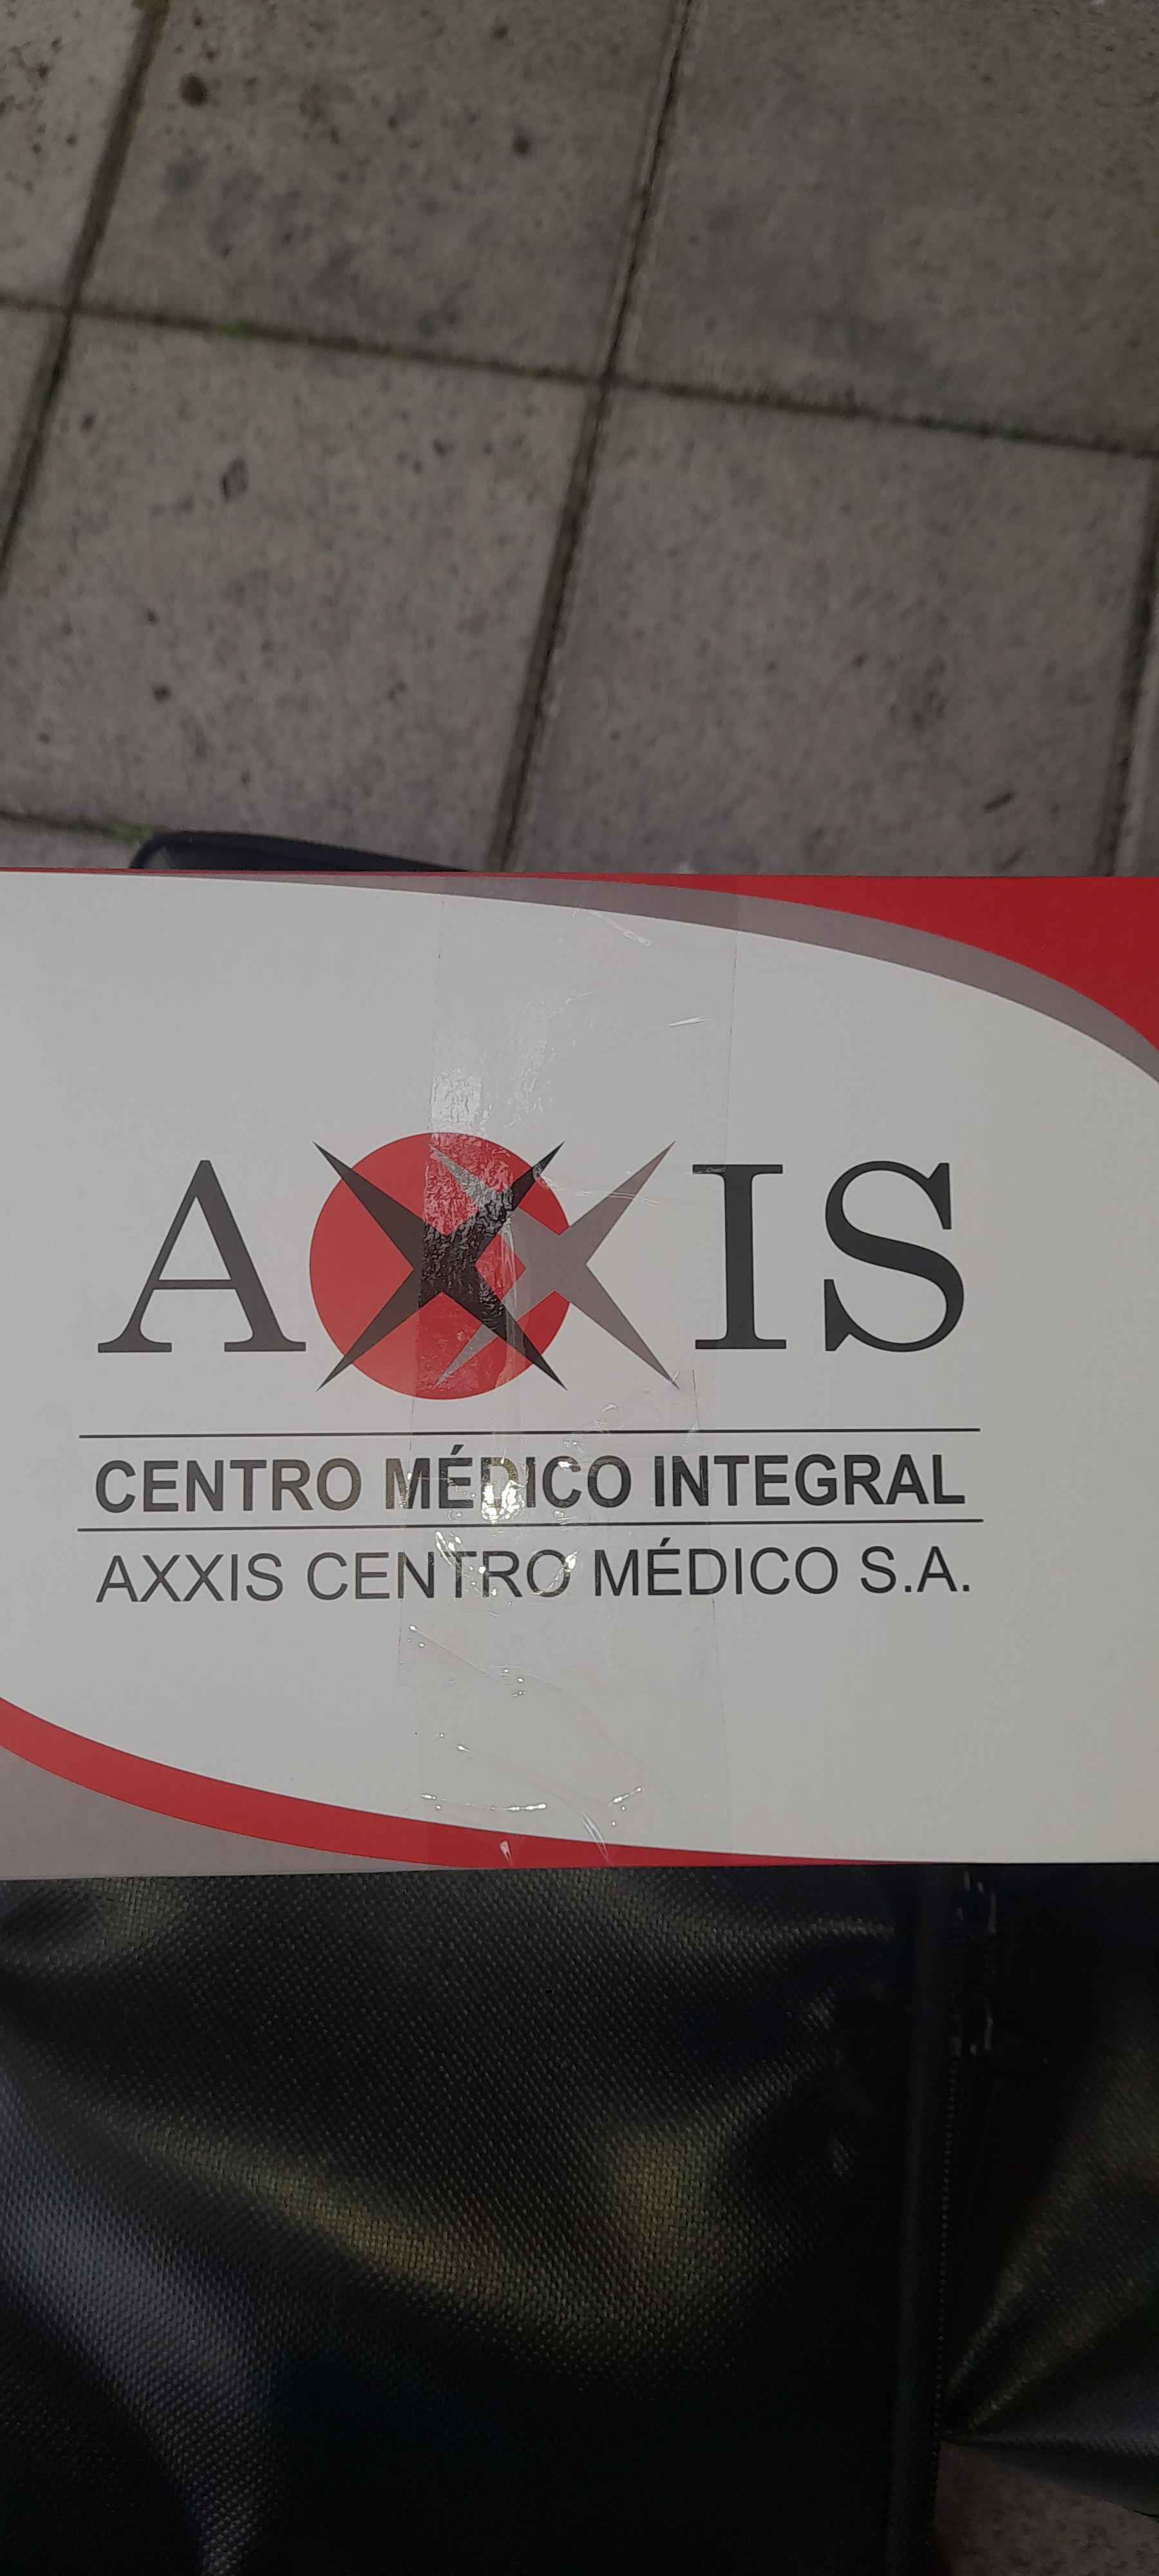 AXXIS
CENTRO MÉDICO INTEGRAL
AXXIS CENTRO MÉDICO S.A.